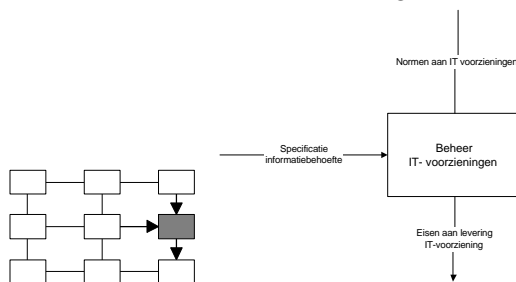 Normen aan IT voorzieningen
Specificatie
informatiebehoefte
Beheer
IT- voorzieningen
Eisen aan levering
IT-voorziening